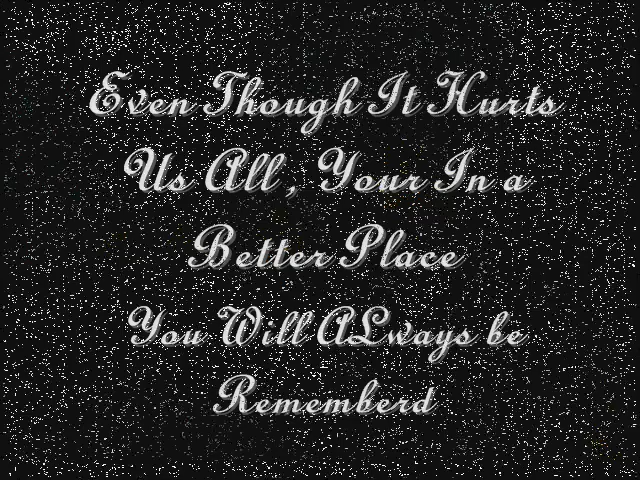 Even Though It Hurts
Us All, Your In a
Better Place
You Will ALways be
Rememberd